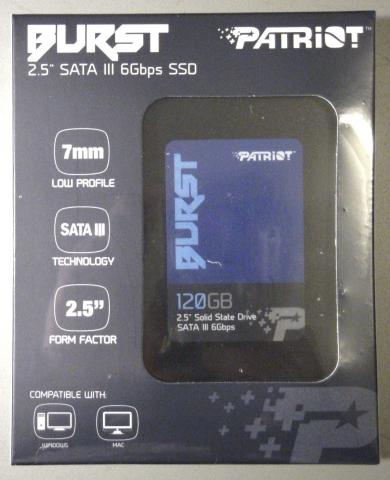 BURST
PATRIOT™
2.5" SATA III 6Gbps SSD
7mm
LOW PROFILE
SATA III
TECHNOLOGY
2.5"
FORM FACTOR
PATRIOT
BURST
120GB
2.5" Solid State Drive
SATA III 6Gbps
P
COMPATIBLE WITH:
WINDOWS
MAC
P